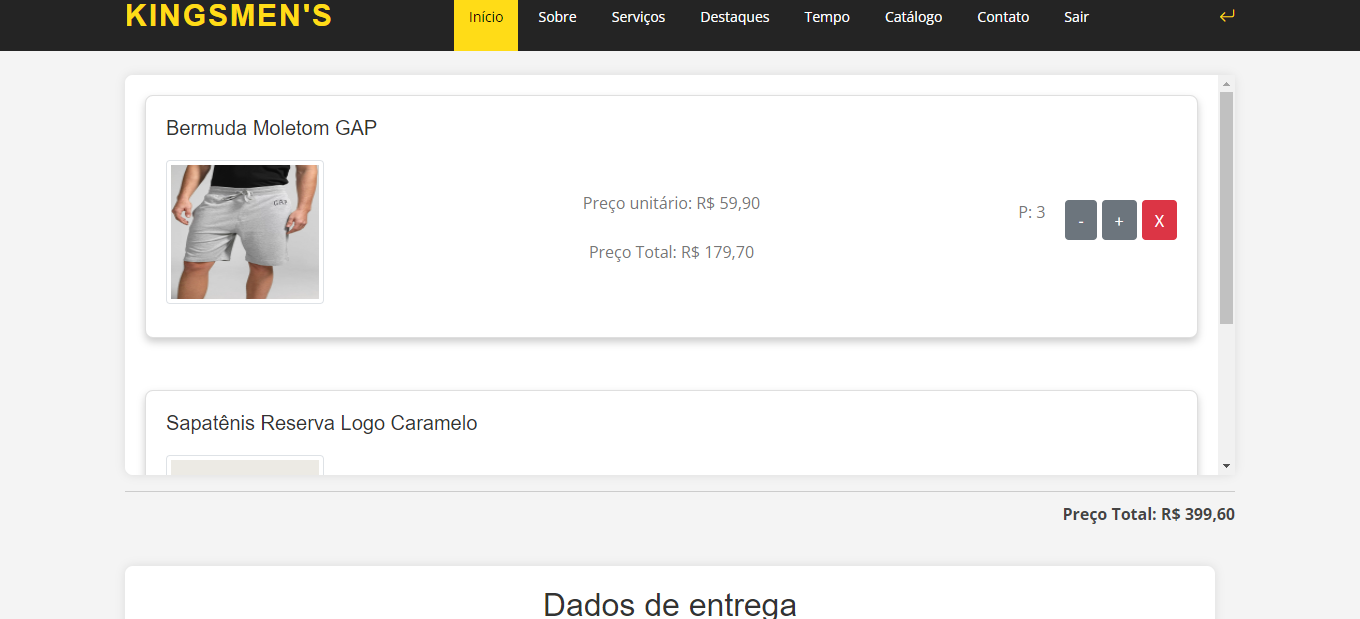 KINGSMEN'S
Início Sobre Serviços Destaques Tempo Catálogo Contato Sair
Bermuda Moletom GAP
GAP
Preço unitário: R$ 59,90
P: 3 - + X
Preço Total: R$ 179,70
Sapatênis Reserva Logo Caramelo
Preço Total: R$ 399,60
Dados de entrega